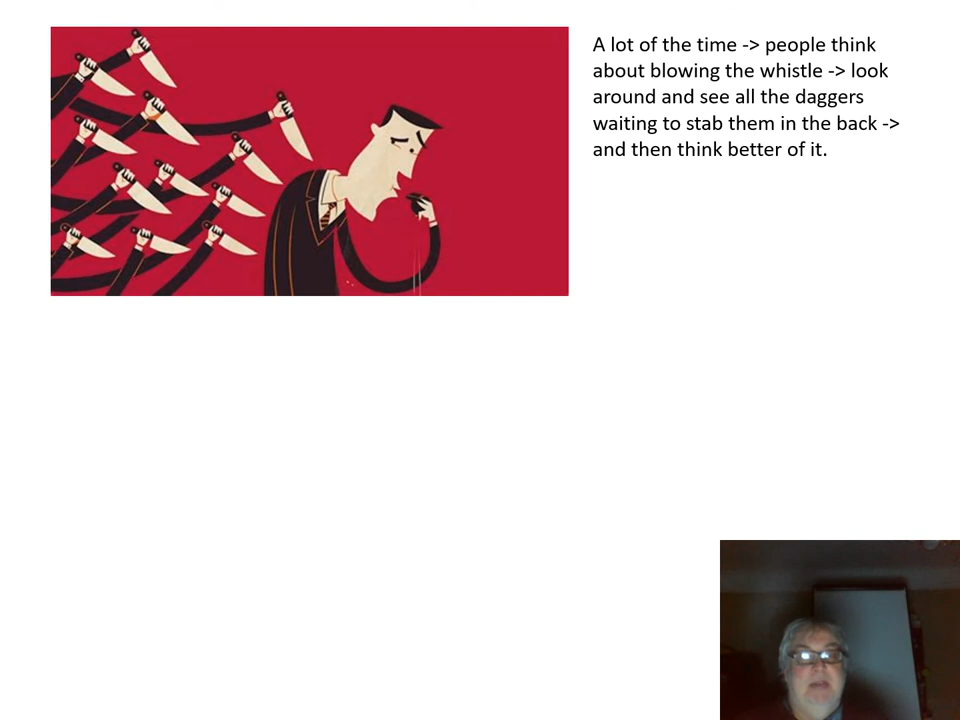 A lot of the time -> people think
about blowing the whistle -> look
around and see all the daggers
waiting to stab them in the back ->
and then think better of it.